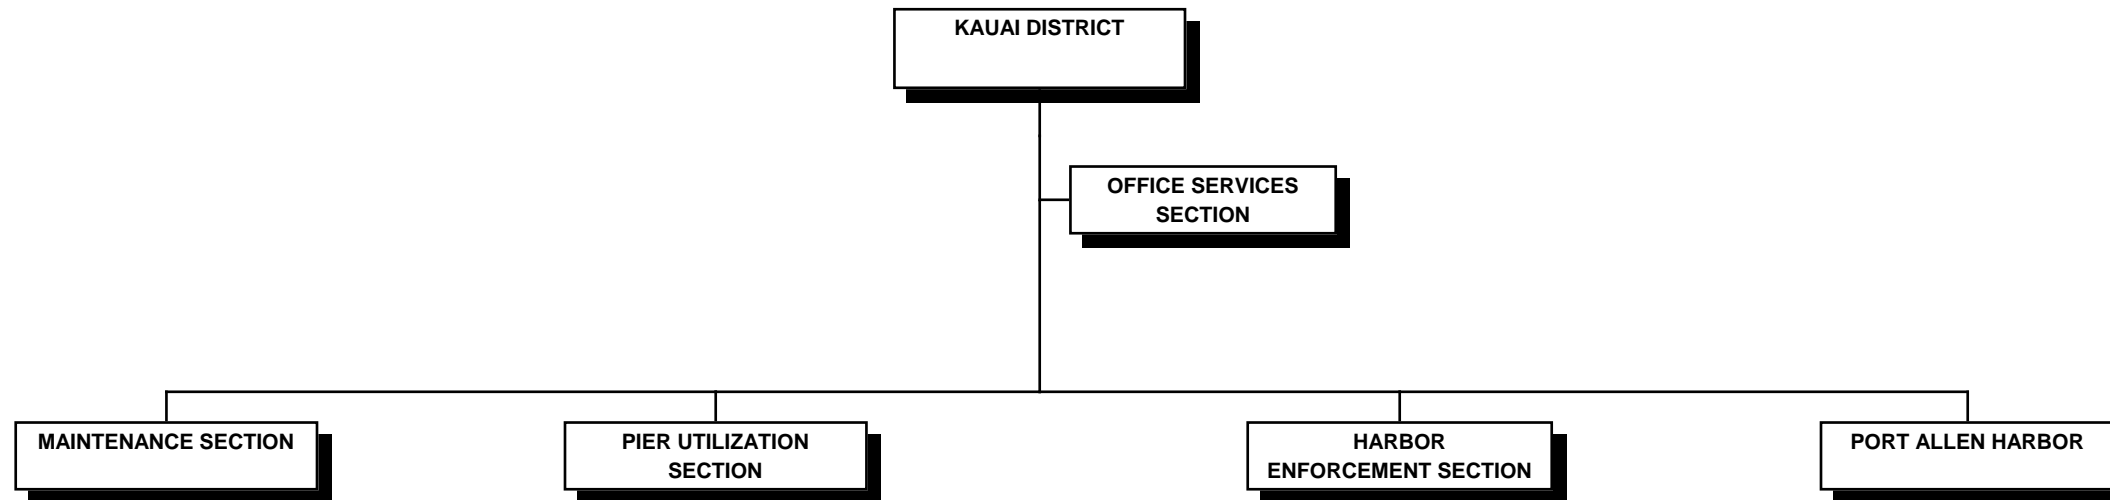 KAUAI DISTRICT
OFFICE SERVICES
SECTION
MAINTENANCE SECTION
PIER UTILIZATION
SECTION
HARBOR
ENFORCEMENT SECTION
PORT ALLEN HARBOR